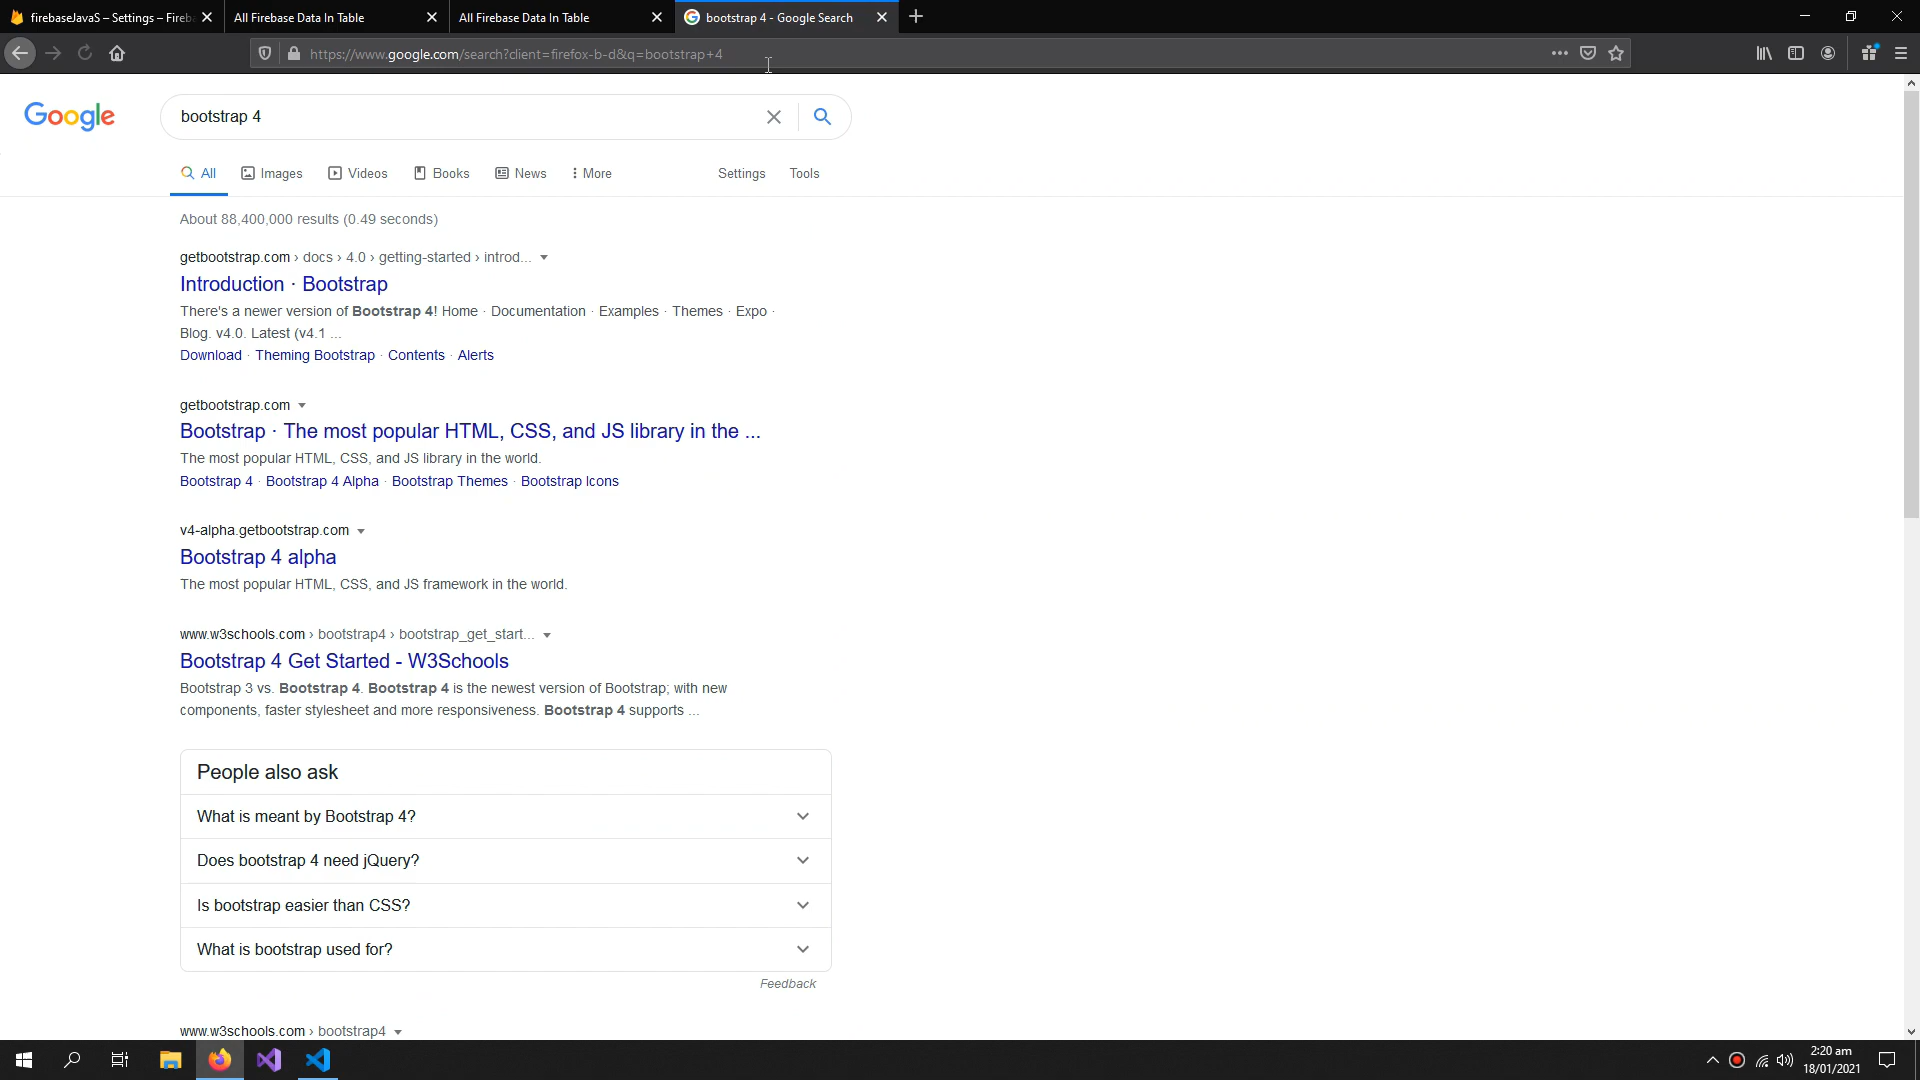 firebaseJavaS – Settings – Fireb
All Firebase Data In Table
All Firebase Data In Table
bootstrap 4 - Google Search
https://www.google.com/search?client=firefox-b-d&q=bootstrap+4
Google
bootstrap 4
All
Images
Videos
Books
News
More
Settings
Tools
About 88,400,000 results (0.49 seconds)
getbootstrap.com › docs › 4.0 › getting-started › introd...
Introduction · Bootstrap
There's a newer version of Bootstrap 4! Home · Documentation · Examples · Themes · Expo ·
Blog. v4.0. Latest (v4.1 ...
Download · Theming Bootstrap · Contents · Alerts
getbootstrap.com
Bootstrap · The most popular HTML, CSS, and JS library in the ...
The most popular HTML, CSS, and JS library in the world.
Bootstrap 4 · Bootstrap 4 Alpha · Bootstrap Themes · Bootstrap Icons
v4-alpha.getbootstrap.com
Bootstrap 4 alpha
The most popular HTML, CSS, and JS framework in the world.
www.w3schools.com › bootstrap4 › bootstrap_get_start...
Bootstrap 4 Get Started - W3Schools
Bootstrap 3 vs. Bootstrap 4. Bootstrap 4 is the newest version of Bootstrap; with new
components, faster stylesheet and more responsiveness. Bootstrap 4 supports ...
People also ask
What is meant by Bootstrap 4?
Does bootstrap 4 need jQuery?
Is bootstrap easier than CSS?
What is bootstrap used for?
Feedback
www.w3schools.com › bootstrap4
2:20 am
18/01/2021